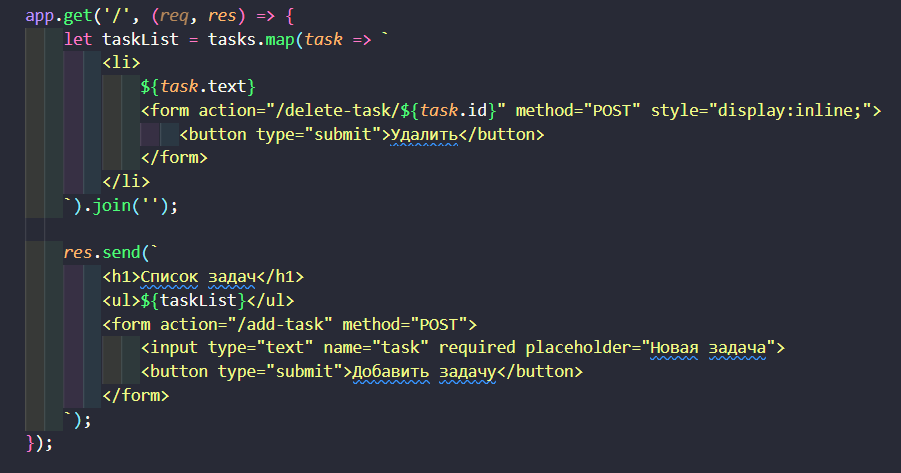 app.get('/', (req, res) => {
    let taskList = tasks.map(task => `
        <li>
            ${task.text}
            <form action="/delete-task/${task.id}" method="POST" style="display:inline;">
                <button type="submit">Удалить</button>
            </form>
        </li>
    `).join('');

    res.send(`
        <h1>Список задач</h1>
        <ul>${taskList}</ul>
        <form action="/add-task" method="POST">
            <input type="text" name="task" required placeholder="Новая задача">
            <button type="submit">Добавить задачу</button>
        </form>
    `);
});